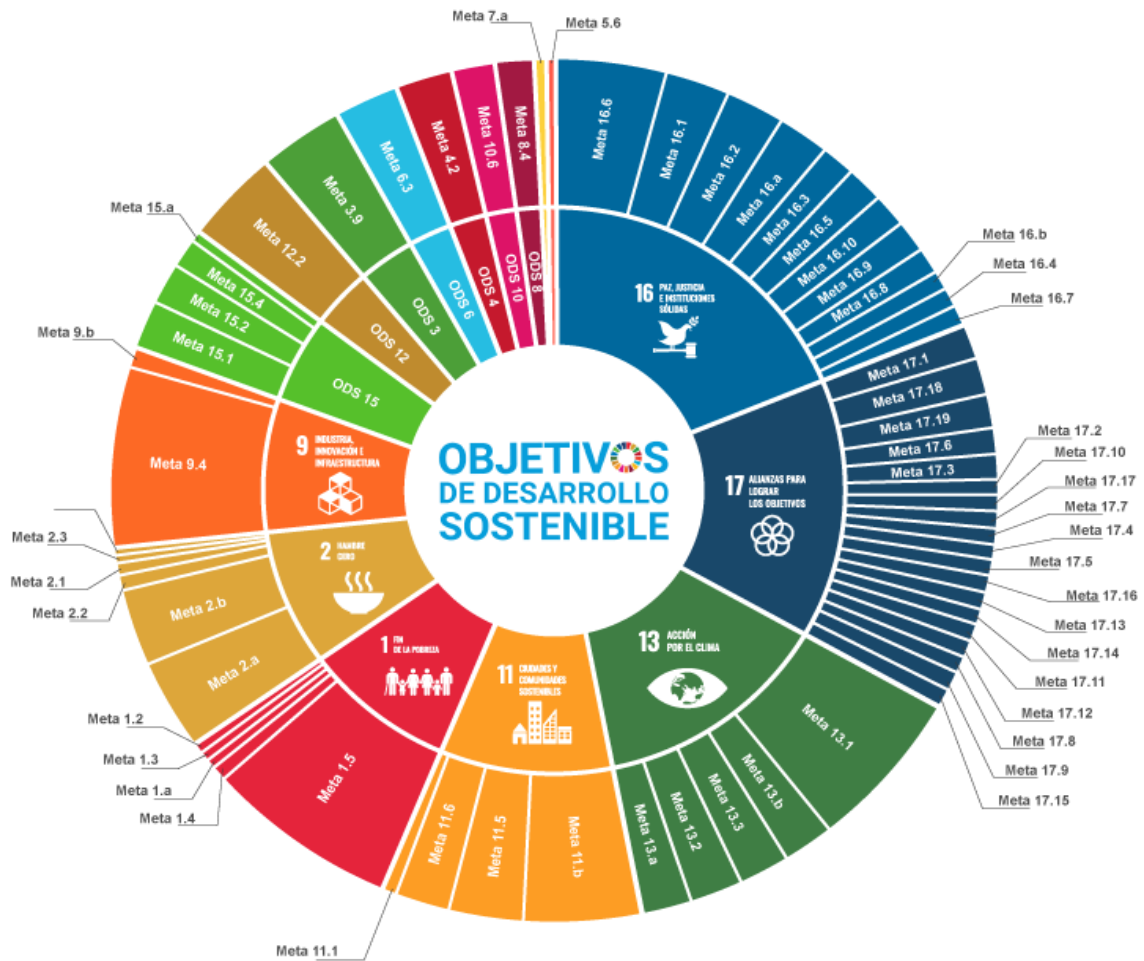 Meta 7.a
Meta 5.6
Meta 16.6
Meta 16.1
Meta 16.2
Meta 16.a
Meta 16.3
Meta 16.5
Meta 16.10
Meta 16.9
Meta 16.8
Meta 16.b
Meta 16.4
Meta 16.7
16 PAZ, JUSTICIA
E INSTITUCIONES
SÓLIDAS
Meta 17.1
Meta 17.18
Meta 17.19
Meta 17.6
Meta 17.3
Meta 17.2
Meta 17.10
Meta 17.17
Meta 17.7
Meta 17.4
Meta 17.5
Meta 17.16
Meta 17.13
Meta 17.14
Meta 17.11
Meta 17.12
Meta 17.8
Meta 17.9
Meta 17.15
17 ALIANZAS PARA
LOGRAR
LOS OBJETIVOS
13 ACCIÓN
POR EL CLIMA
Meta 13.1
Meta 13.b
Meta 13.3
Meta 13.2
Meta 13.a
11 CIUDADES Y
COMUNIDADES
SOSTENIBLES
Meta 11.b
Meta 11.5
Meta 11.6
Meta 11.1
1 FIN
DE LA POBREZA
Meta 1.5
Meta 1.4
Meta 1.a
Meta 1.3
Meta 1.2
2 HAMBRE
CERO
Meta 2.a
Meta 2.b
Meta 2.2
Meta 2.1
Meta 2.3
9 INDUSTRIA,
INNOVACIÓN E
INFRAESTRUCTURA
Meta 9.4
Meta 9.b
ODS 15
Meta 15.1
Meta 15.2
Meta 15.4
Meta 15.a
ODS 12
Meta 12.2
ODS 3
Meta 3.9
ODS 6
Meta 6.3
ODS 4
Meta 4.2
ODS 10
Meta 10.6
ODS 8
Meta 8.4
OBJETIVOS
DE DESARROLLO
SOSTENIBLE